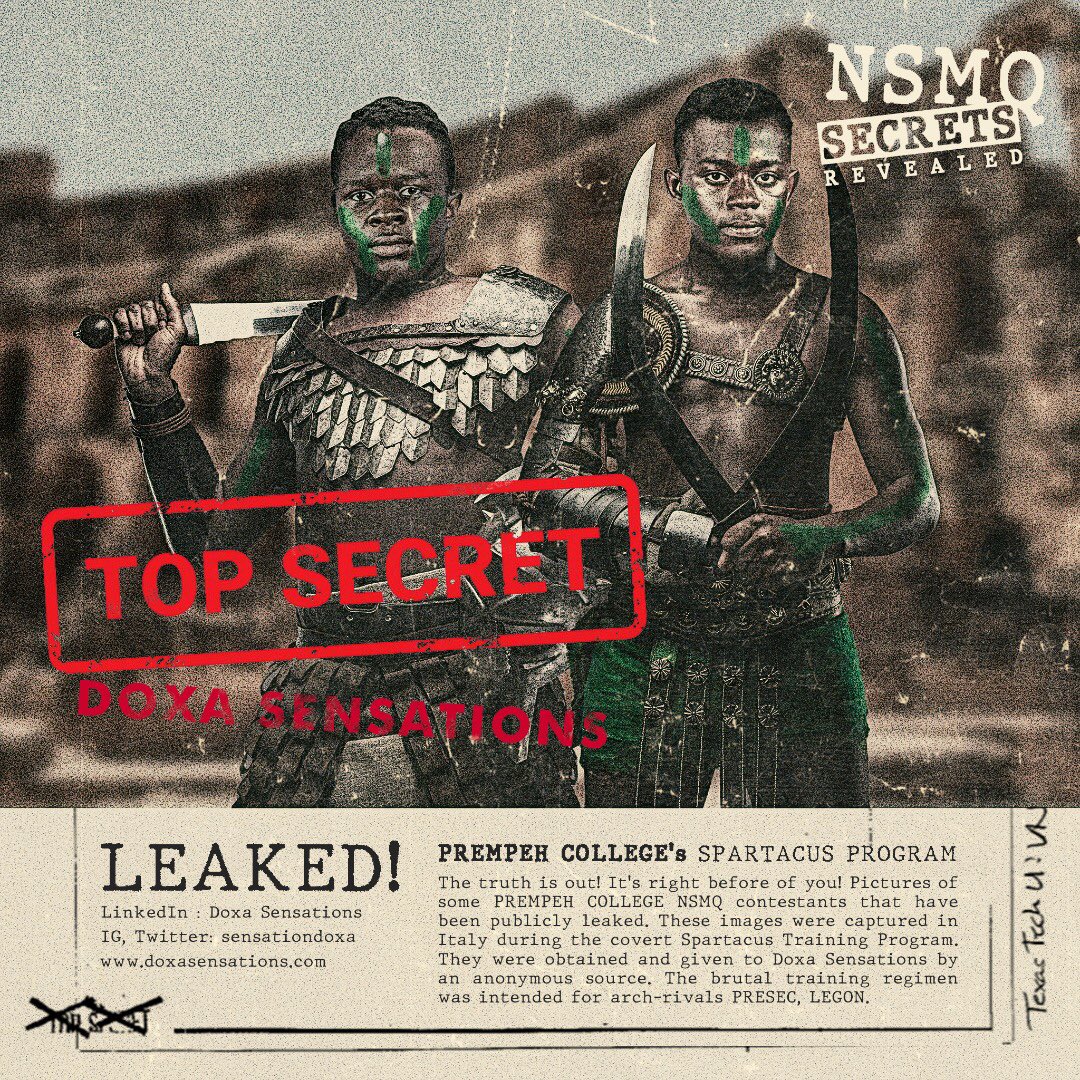 NSMQ
SECRETS
REVEALED
TOP SECRET
DOXA SENSATIONS
LEAKED!
LinkedIn : Doxa Sensations
IG, Twitter: sensationdoxa
www.doxasensations.com
PREMPEH COLLEGE's SPARTACUS PROGRAM
The truth is out! It's right before of you! Pictures of
some PREMPEH COLLEGE NSMQ contestants that have
been publicly leaked. These images were captured in
Italy during the covert Spartacus Training Program.
They were obtained and given to Doxa Sensations by
an anonymous source. The brutal training regimen
was intended for arch-rivals PRESEC, LEGON.
TOP SECRET
Texas Tech